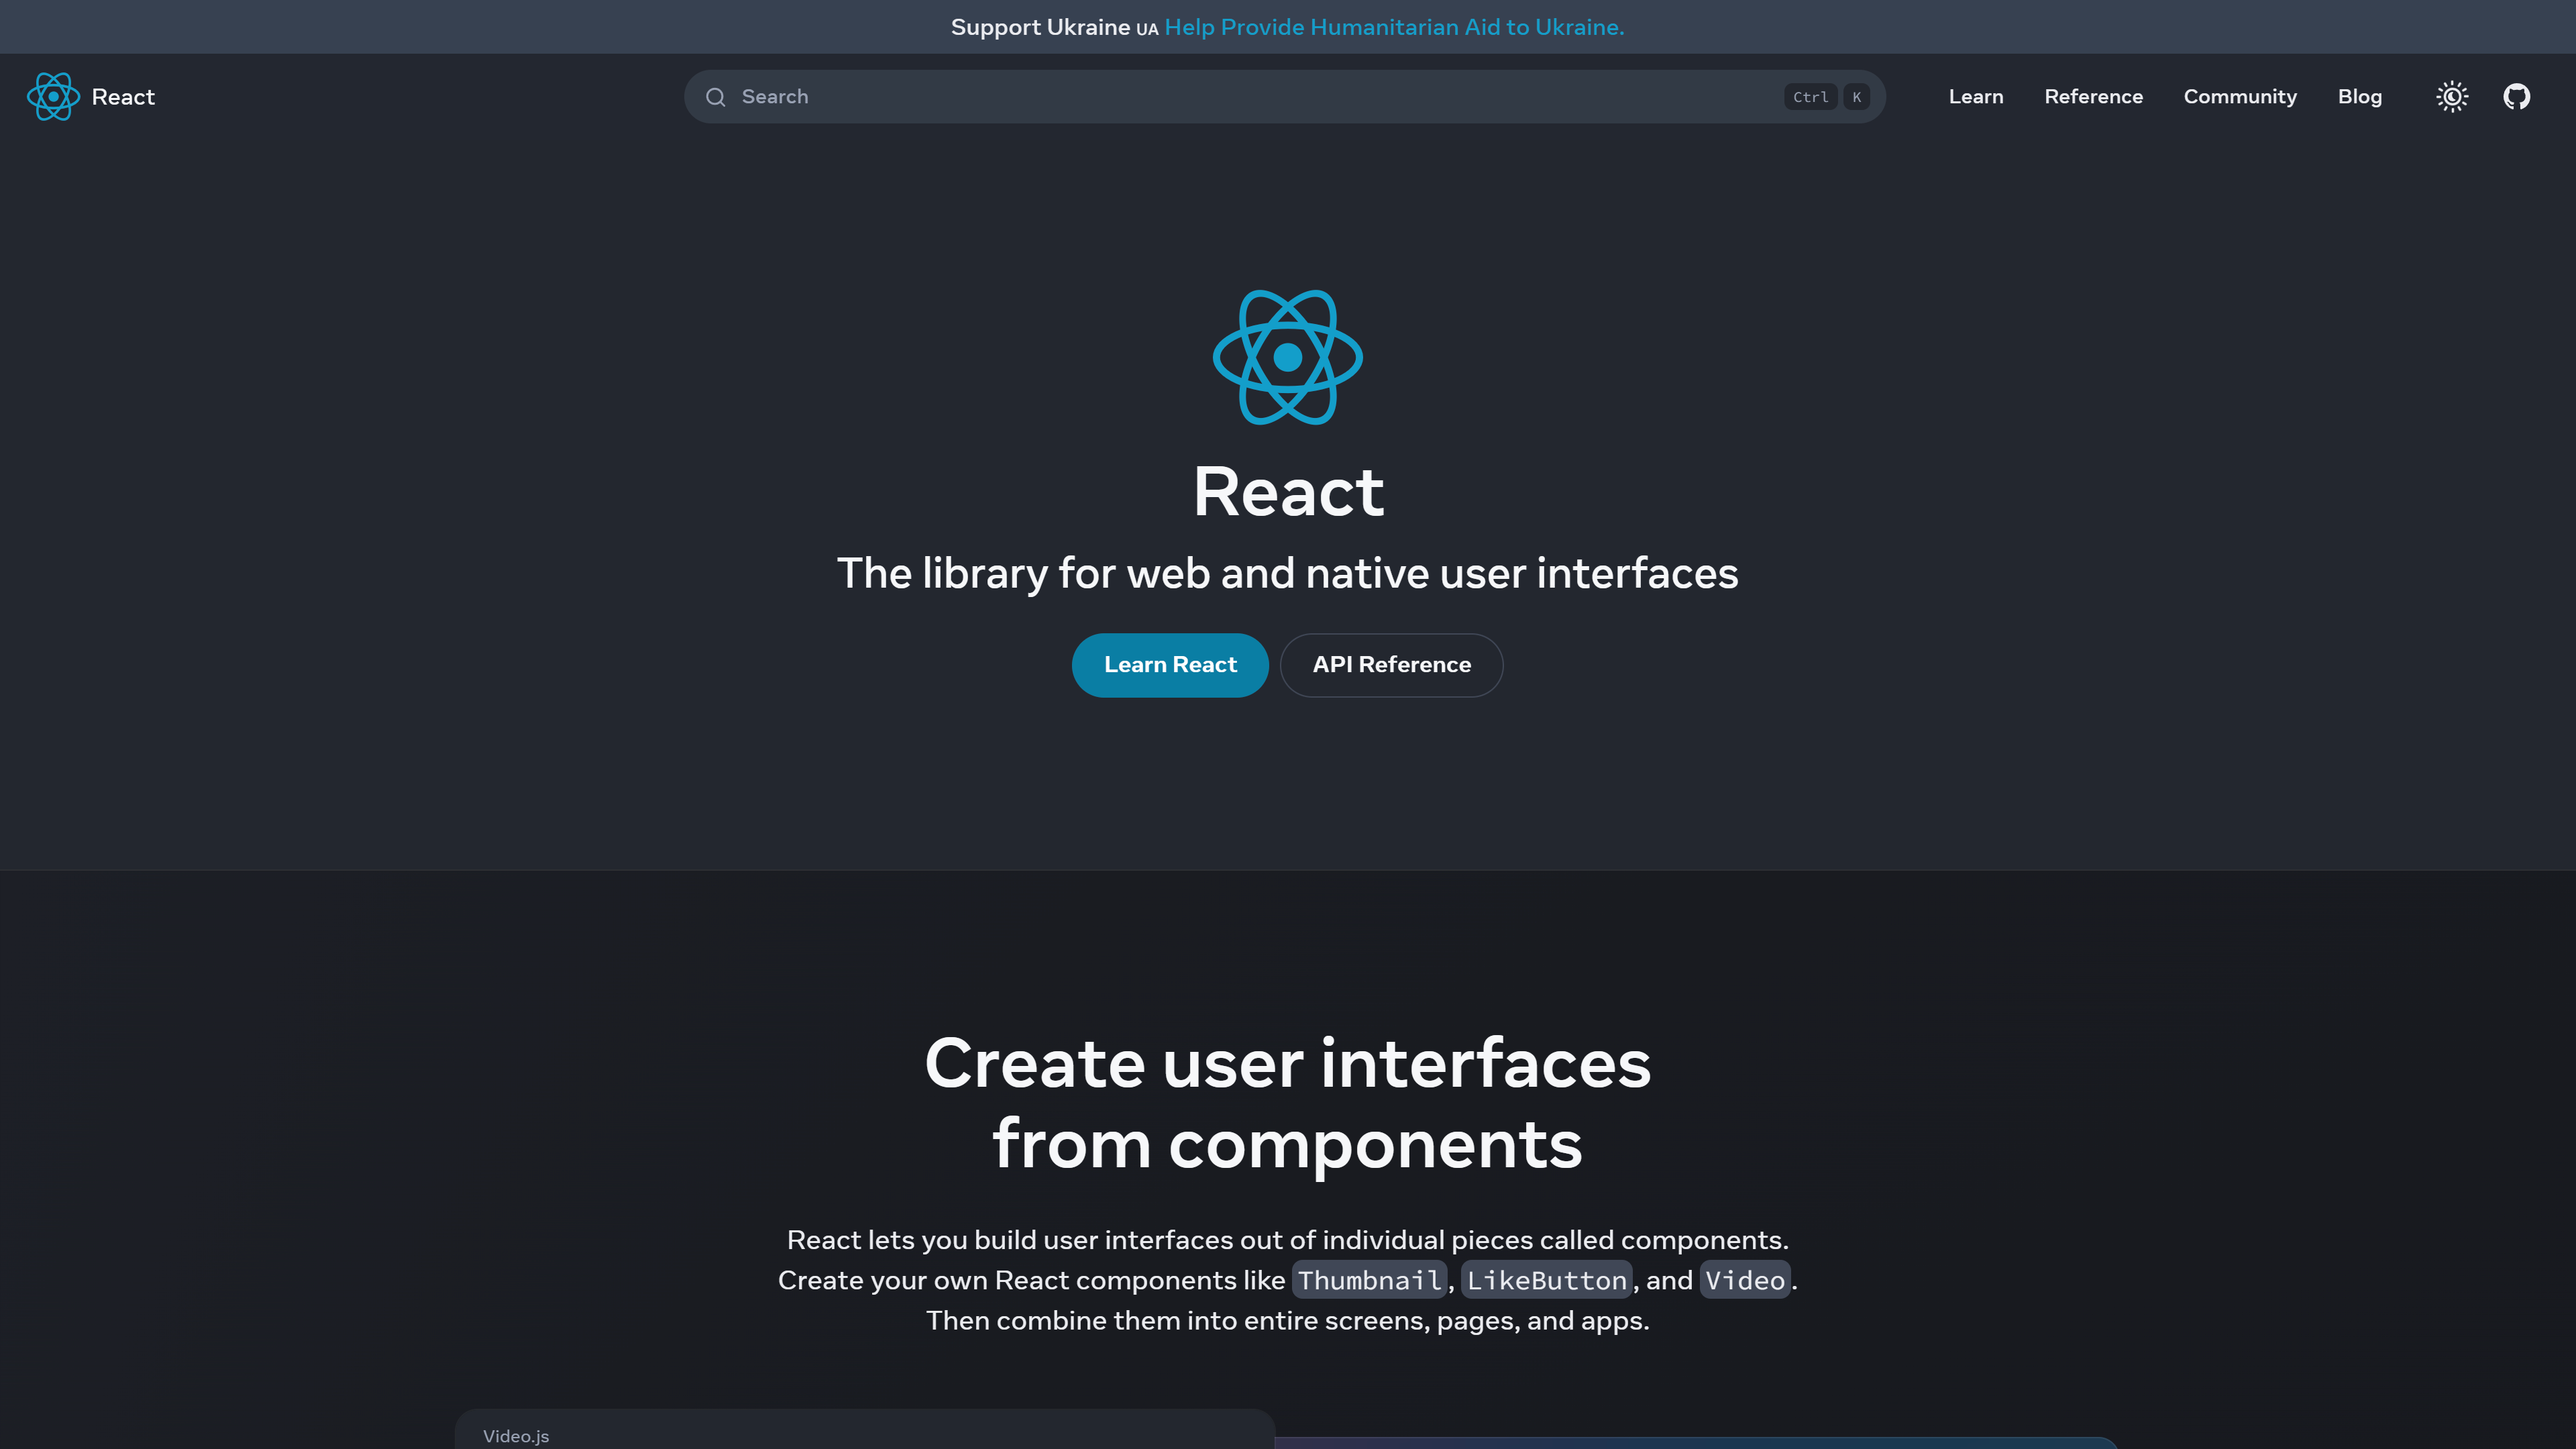 Support Ukraine UA Help Provide Humanitarian Aid to Ukraine.
React
Search
Ctrl K
Learn Reference Community Blog
React
The library for web and native user interfaces
Learn React
API Reference
Create user interfaces
from components
React lets you build user interfaces out of individual pieces called components.
Create your own React components like Thumbnail, LikeButton, and Video.
Then combine them into entire screens, pages, and apps.
Video.js